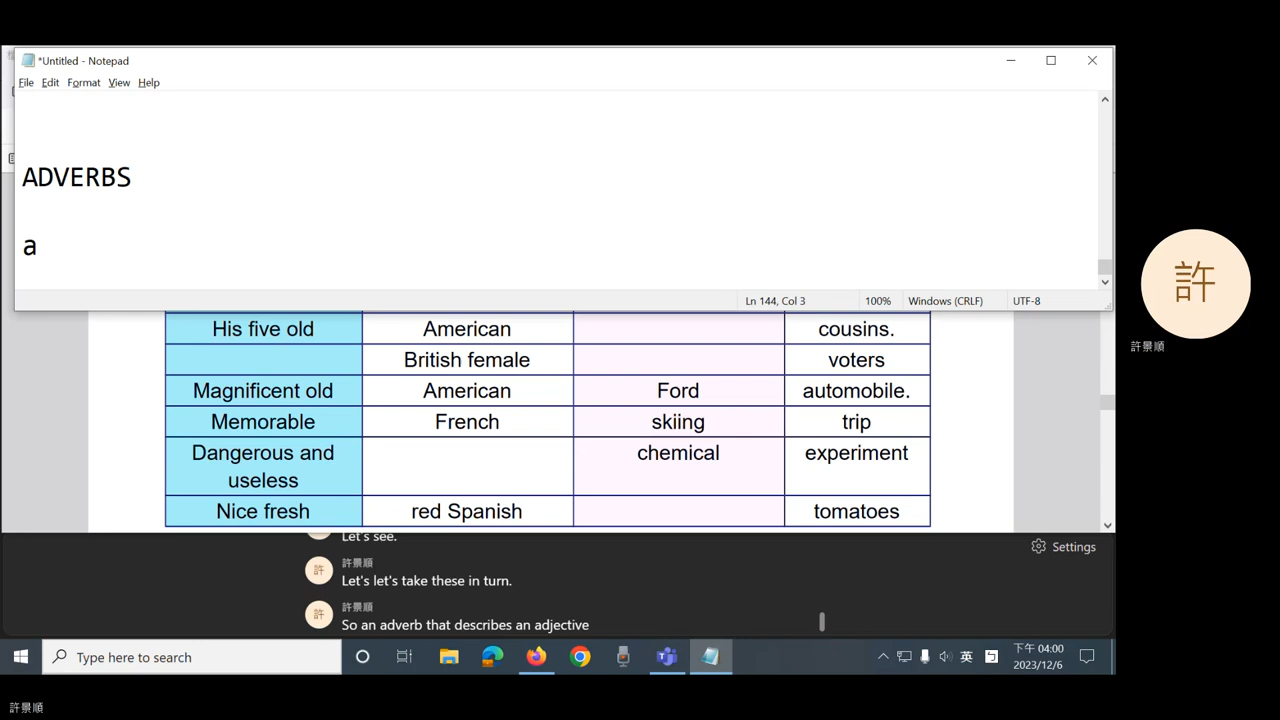 *Untitled - Notepad
File Edit Format View Help
ADVERBS
a
Ln 144, Col 3 100% Windows (CRLF) UTF-8
His five old American cousins.
British female voters
Magnificent old American Ford automobile.
Memorable French skiing trip
Dangerous and chemical experiment
useless
Nice fresh red Spanish tomatoes
Let's see.
Settings
許景順
許 Let's let's take these in turn.
許景順
許 So an adverb that describes an adjective
許
許景順
Type here to search
英
下午 04:00
2023/12/6
許景順